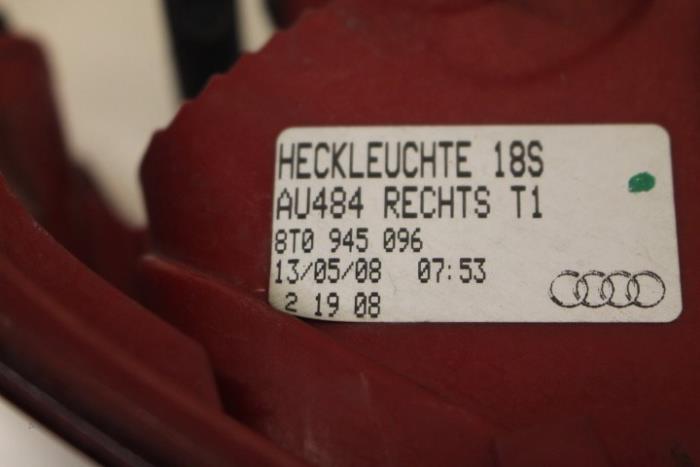 HECKLEUCHTE 18S
AU484 RECHTS T1
8T0 945 096
13/05/08 07:53
2 19 08